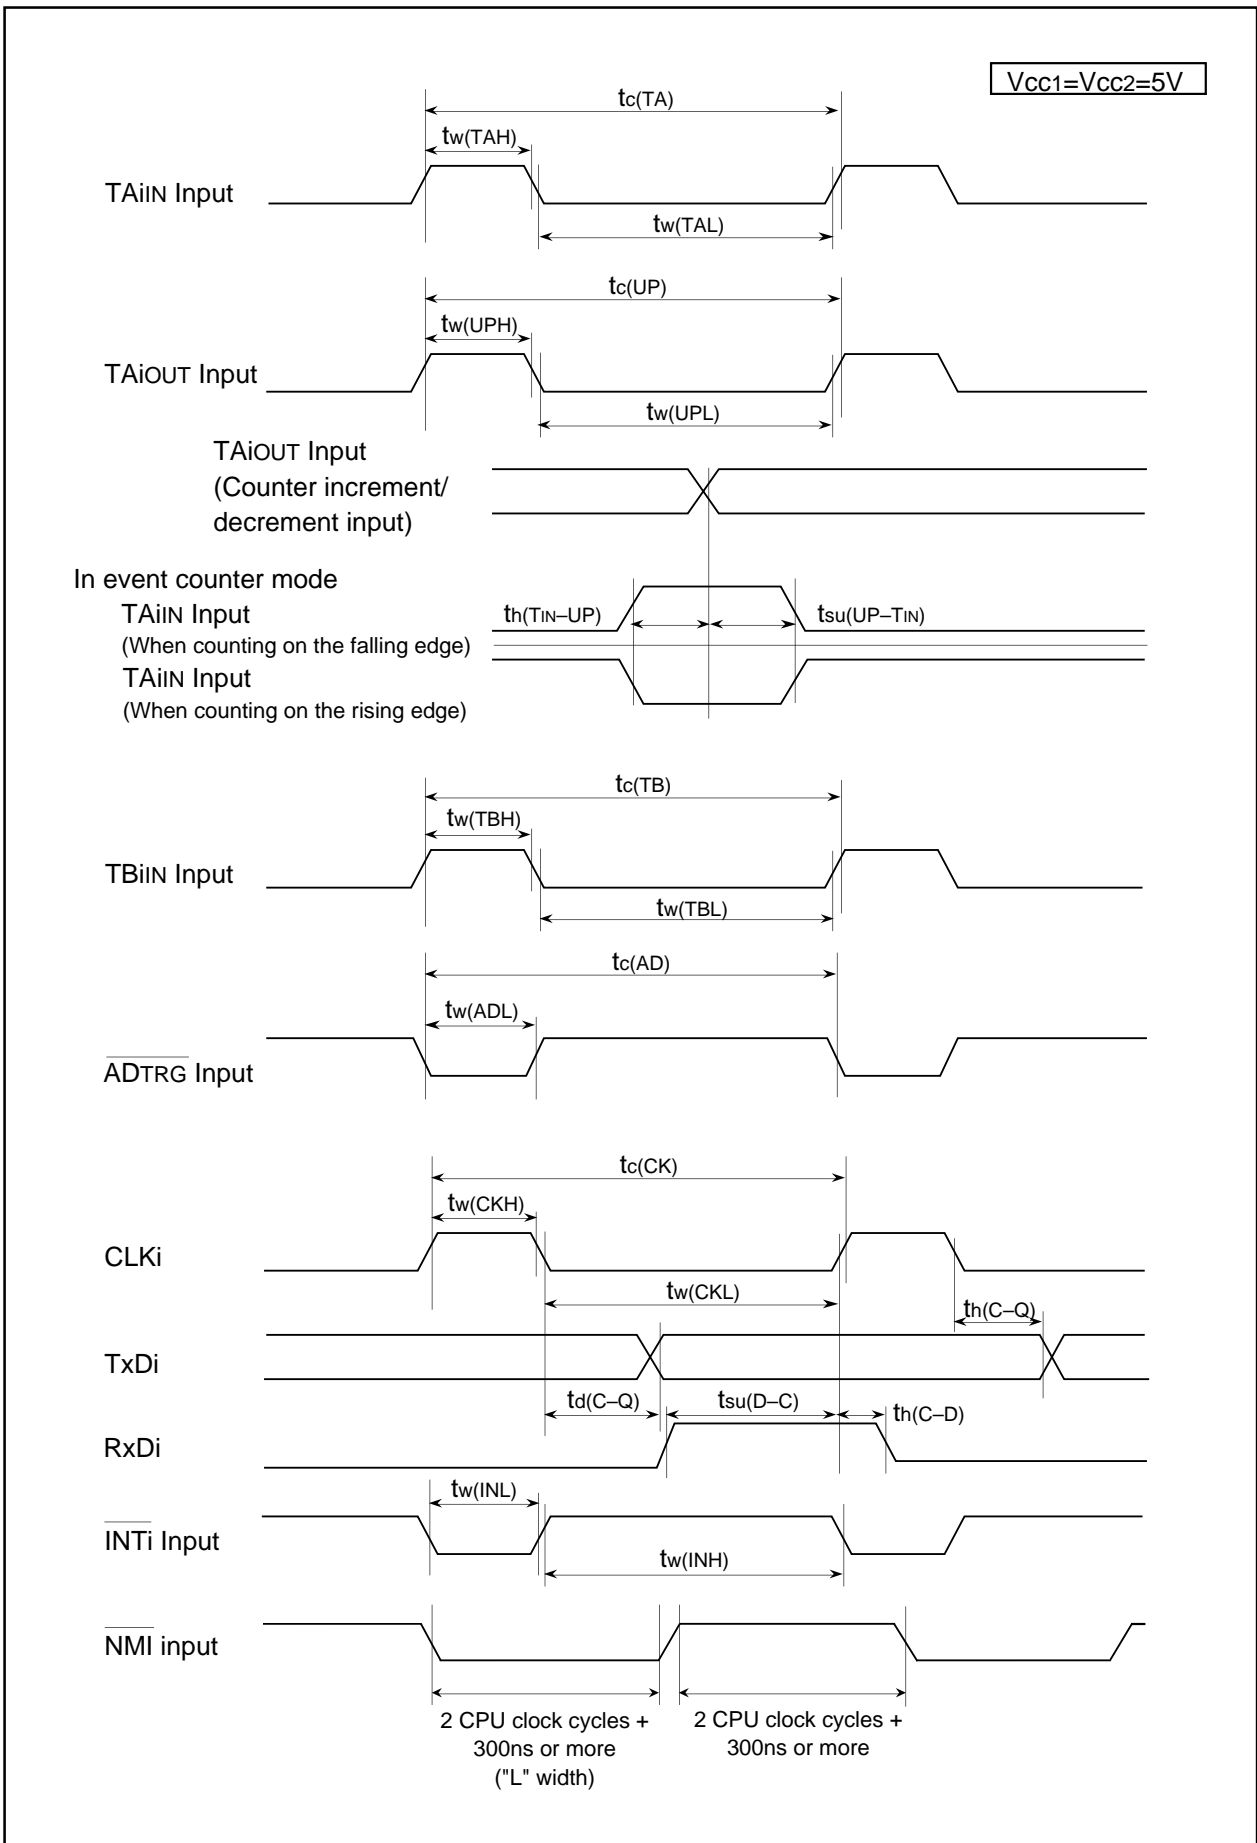 Vcc1=Vcc2=5V
tc(TA)
tw(TAH)
TAiIN Input
tw(TAL)
tc(UP)
tw(UPH)
TAiOUT Input
tw(UPL)
TAiOUT Input
(Counter increment/
decrement input)
In event counter mode
TAiIN Input
(When counting on the falling edge)
th(TIN–UP)
tsu(UP–TIN)
TAiIN Input
(When counting on the rising edge)
tc(TB)
tw(TBH)
TBiIN Input
tw(TBL)
tc(AD)
tw(ADL)
ADTRG Input
tc(CK)
tw(CKH)
CLKi
tw(CKL)
th(C–Q)
TxDi
td(C–Q)
tsu(D–C)
th(C–D)
RxDi
tw(INL)
INTi Input
tw(INH)
NMI input
2 CPU clock cycles +
300ns or more
("L" width)
2 CPU clock cycles +
300ns or more